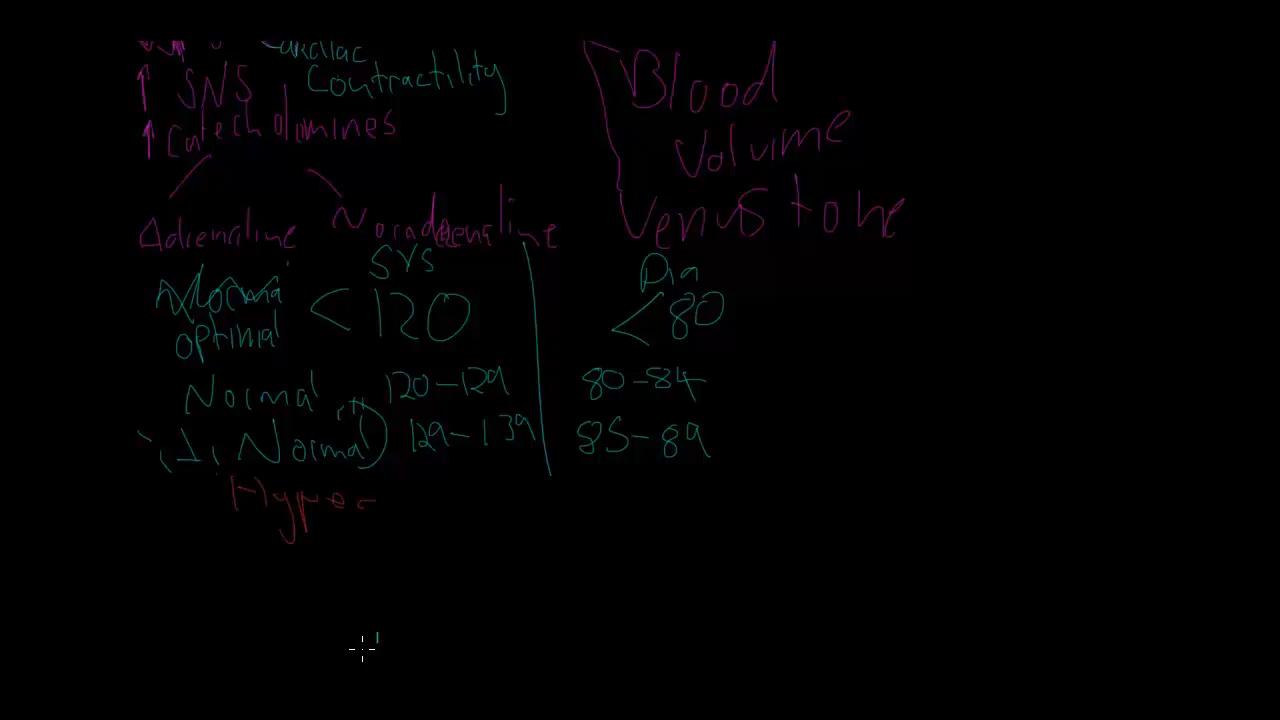 Cardiac
Contractility
↑ SNS
↑ Catecholamines
Adrenaline Noradrenaline
Blood
Volume
Venus tone
Sys Dia
Norma
optimal <120 <80
Normal 120-129 80-84
Normal 129-139 85-89
Hyper